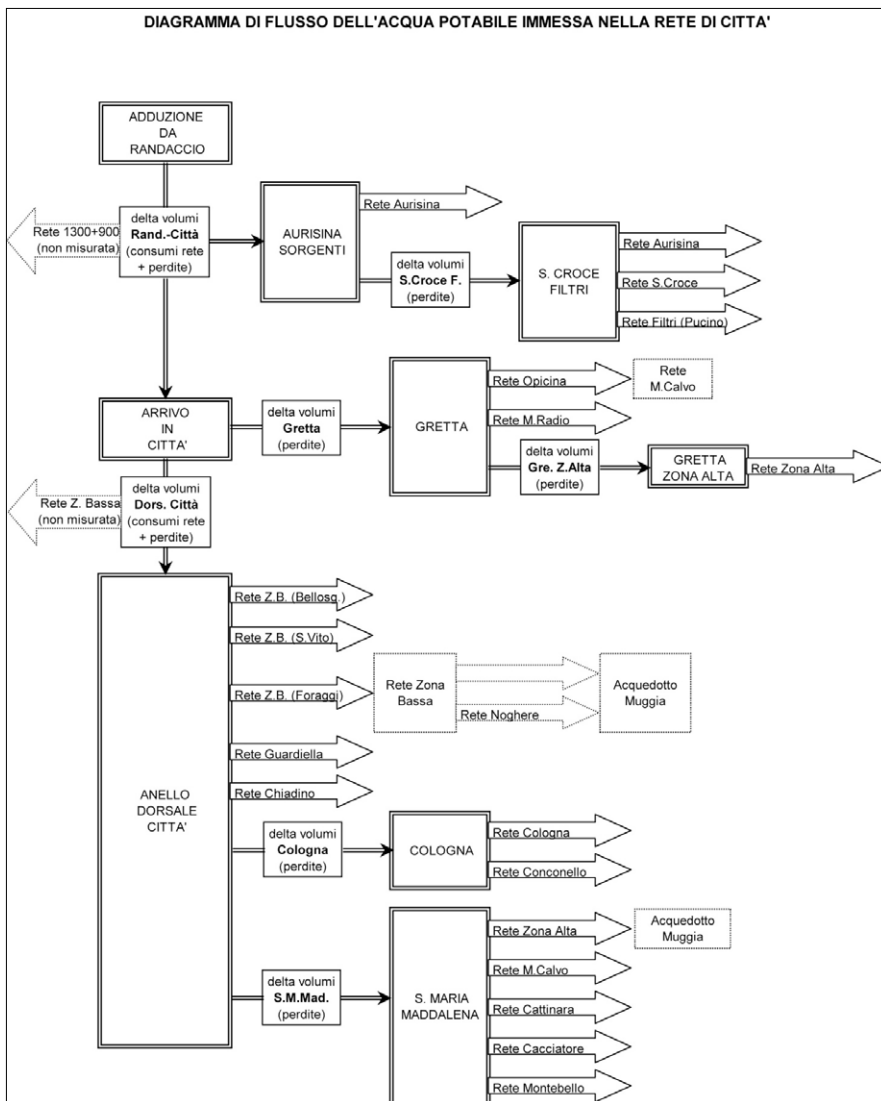 DIAGRAMMA DI FLUSSO DELL'ACQUA POTABILE IMMESSA NELLA RETE DI CITTA'
ADDUZIONE
DA
RANDACCIO
Rete 1300+900
(non misurata)
delta volumi
Rand.-Città
(consumi rete
+ perdite)
AURISINA
SORGENTI
Rete Aurisina
delta volumi
S.Croce F.
(perdite)
S. CROCE
FILTRI
Rete Aurisina
Rete S.Croce
Rete Filtri (Pucino)
ARRIVO
IN
CITTA'
delta volumi
Gretta
(perdite)
GRETTA
Rete Opicina
Rete
M.Calvo
Rete M.Radio
delta volumi
Gre. Z.Alta
(perdite)
GRETTA
ZONA ALTA
Rete Zona Alta
Rete Z. Bassa
(non misurata)
delta volumi
Dors. Città
(consumi rete
+ perdite)
ANELLO
DORSALE
CITTA'
Rete Z.B. (Bellosg.)
Rete Z.B. (S.Vito)
Rete Z.B. (Foraggi)
Rete Zona
Bassa
Rete Noghere
Acquedotto
Muggia
Rete Guardiella
Rete Chiadino
delta volumi
Cologna
(perdite)
COLOGNA
Rete Cologna
Rete Conconello
delta volumi
S.M.Mad.
(perdite)
S. MARIA
MADDALENA
Rete Zona Alta
Acquedotto
Muggia
Rete M.Calvo
Rete Cattinara
Rete Cacciatore
Rete Montebello